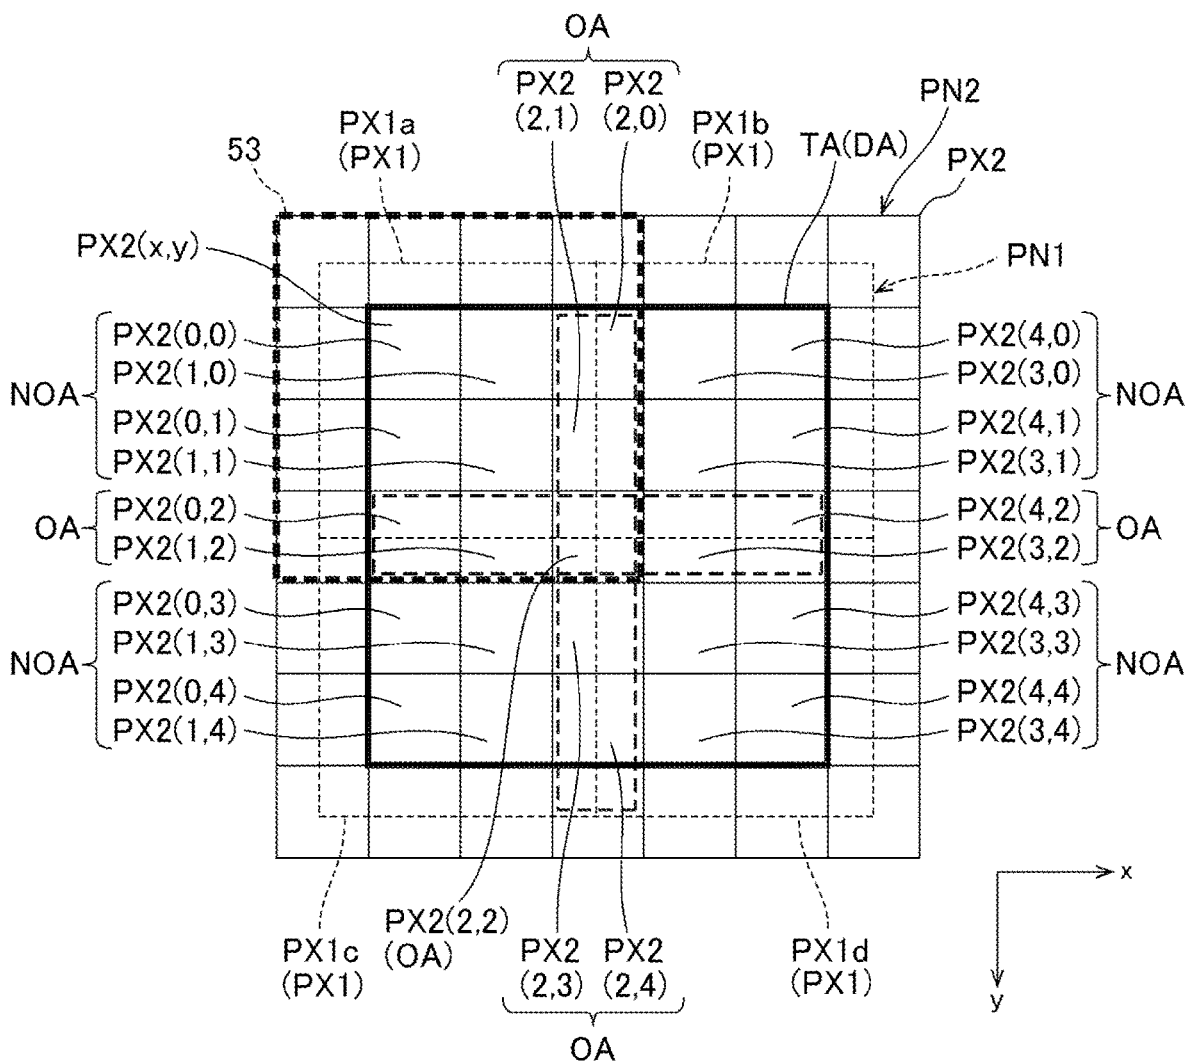 OA
PX2 PX2
(2,1) (2,0)
PN2
PX1a PX1b
(PX1) (PX1)
TA(DA)
53
PX2
PX2(x,y)
PN1
PX2(0,0) PX2(4,0)
PX2(1,0) PX2(3,0)
NOA NOA
PX2(0,1) PX2(4,1)
PX2(1,1) PX2(3,1)
PX2(0,2) PX2(4,2)
OA OA
PX2(1,2) PX2(3,2)
PX2(0,3) PX2(4,3)
PX2(1,3) PX2(3,3)
NOA NOA
PX2(0,4) PX2(4,4)
PX2(1,4) PX2(3,4)
x
PX2(2,2)
(OA)
PX1c PX2 PX2 PX1d
(PX1) (2,3) (2,4) (PX1)
y
OA